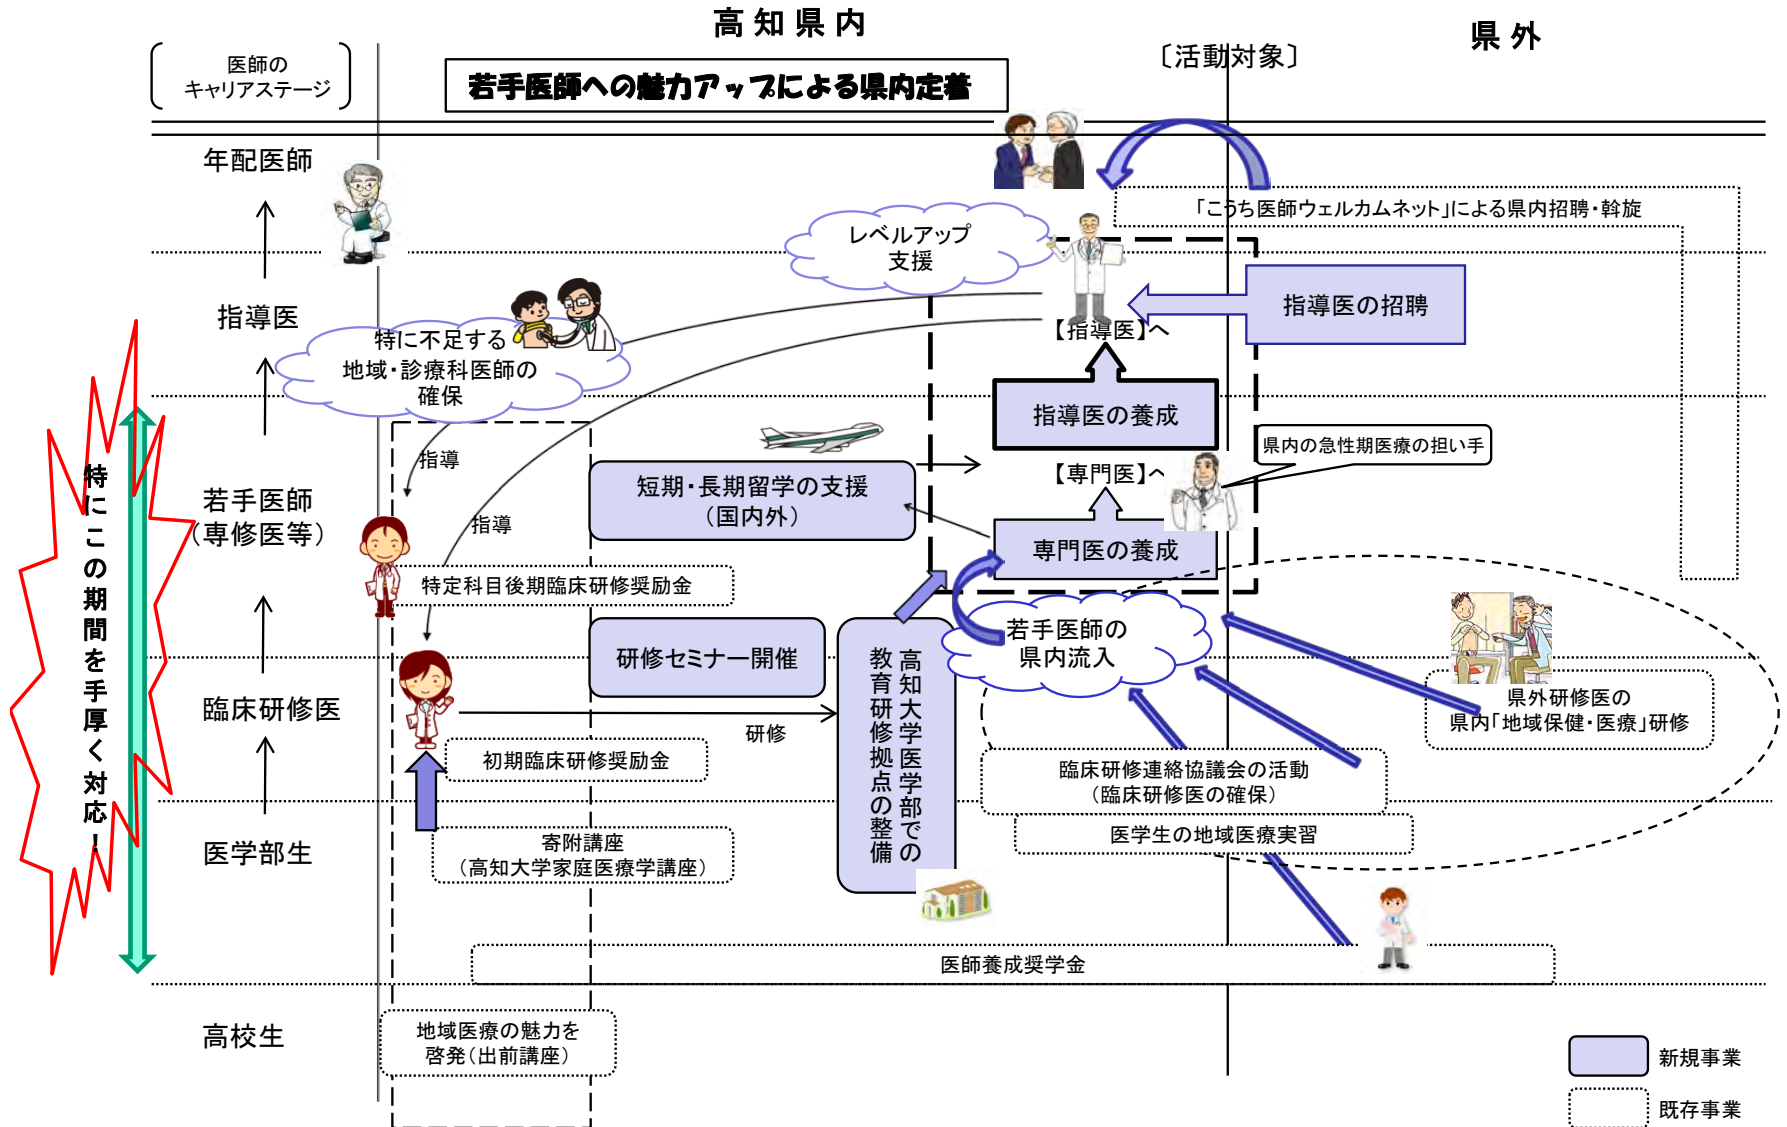 高知県内
県外
医師の
キャリアステージ
〔活動対象〕
若手医師への魅力アップによる県内定着
年配医師
「こうち医師ウェルカムネット」による県内招聘・斡旋
レベルアップ
支援
指導医
指導医の招聘
【指導医】へ
特に不足する
地域・診療科医師の
確保
指導医の養成
県内の急性期医療の担い手
指導
【専門医】へ
特にこの期間を手厚く対応！
若手医師
（専修医等）
短期・長期留学の支援
（国内外）
指導
専門医の養成
特定科目後期臨床研修奨励金
若手医師の
県内流入
研修セミナー開催
高知大学医学部での
教育研修拠点の整備
臨床研修医
県外研修医の
県内「地域保健・医療」研修
研修
初期臨床研修奨励金
臨床研修連絡協議会の活動
（臨床研修医の確保）
医学生の地域医療実習
医学部生
寄附講座
（高知大学家庭医療学講座）
医師養成奨学金
高校生
地域医療の魅力を
啓発（出前講座）
新規事業
既存事業